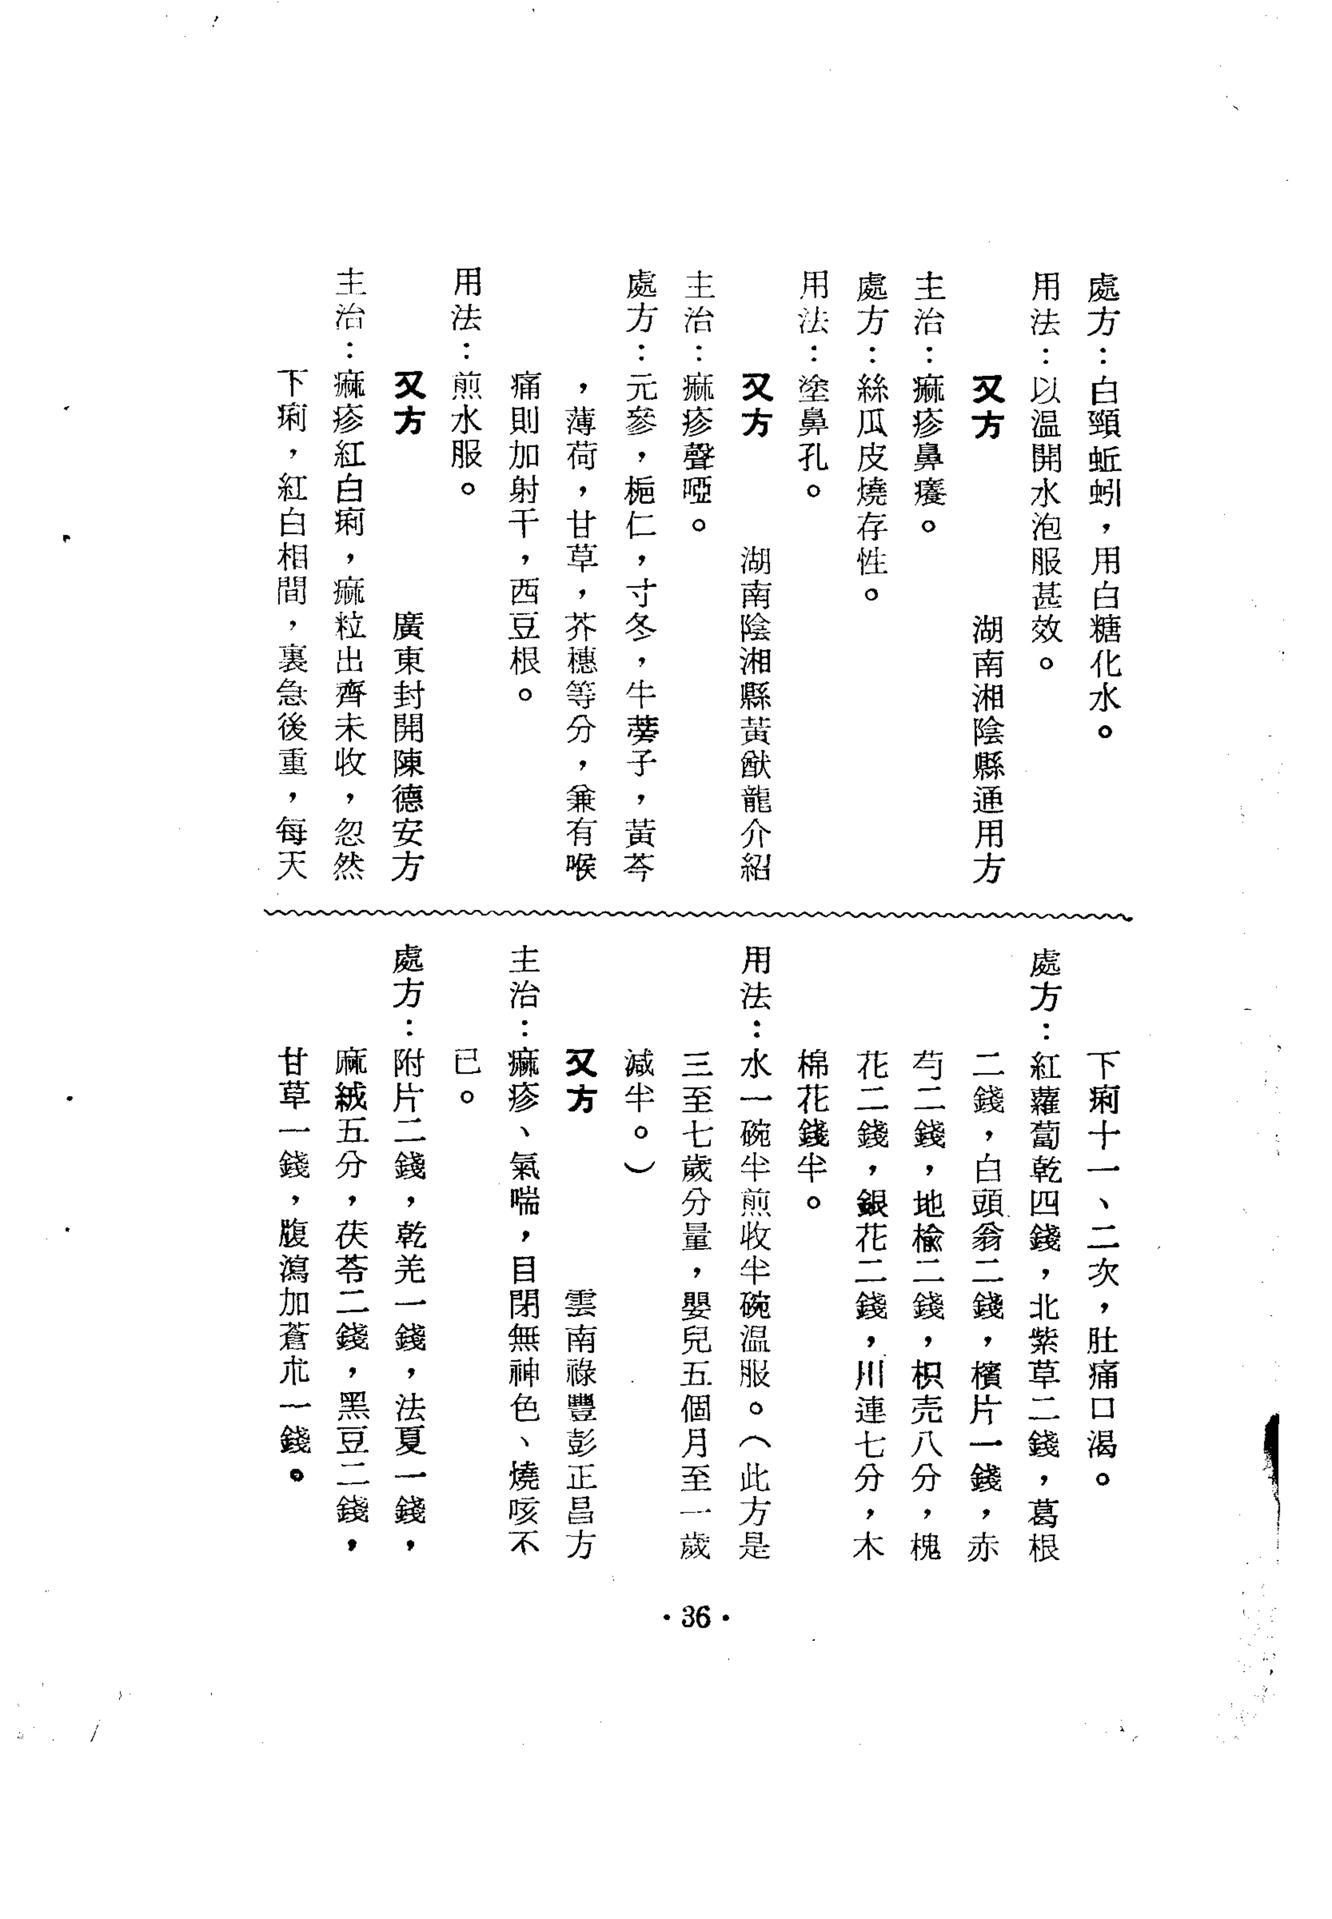 處方：白頸蚯蚓，用白糖化水。
用法：以温開水泡服甚效。
又方　湖南湘陰縣通用方
主治：痲疹鼻癢。
處方：絲瓜皮燒存性。
用法：塗鼻孔。
又方　湖南陰湘縣黃猷龍介紹
主治：痲疹聲啞。
處方：元參，梔仁，寸冬，牛蒡子，黃芩
，薄荷，甘草，芥穗等分，兼有喉
痛則加射干，西豆根。
用法：煎水服。
又方　廣東封開陳德安方
主治：痲疹紅白痢，痲粒出齊未收，忽然
下痢，紅白相間，裏急後重，每天
下痢十一、二次，肚痛口渴。
處方：紅蘿蔔乾四錢，北紫草二錢，葛根
二錢，白頭翁二錢，檳片一錢，赤
芍二錢，地榆二錢，枳壳八分，槐
花二錢，銀花二錢，川連七分，木
棉花錢半。
用法：水一碗半煎收半碗温服。（此方是
三至七歲分量，嬰兒五個月至一歲
減半。）
又方　雲南祿豐彭正昌方
主治：痲疹、氣喘，目閉無神色、燒咳不
已。
處方：附片二錢，乾羌一錢，法夏一錢，
麻絨五分，茯苓二錢，黑豆二錢，
甘草一錢，腹瀉加蒼朮一錢。
·36·